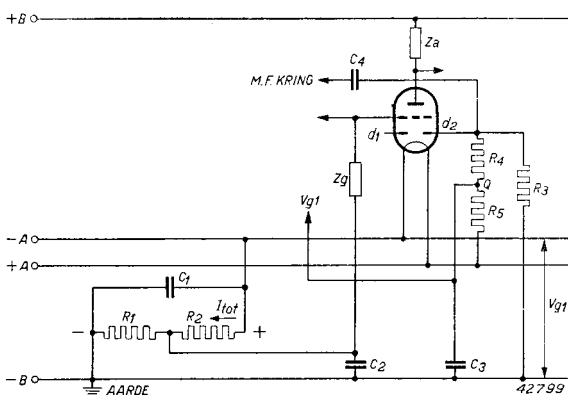 +B
Za
C4
M.F. KRING
d1
d2
R4
Q
R3
Zg
R5
Vg1
-A
+A
Vg1
C1
Itot
- R1 R2 +
C2
C3
-B
AARDE
42799